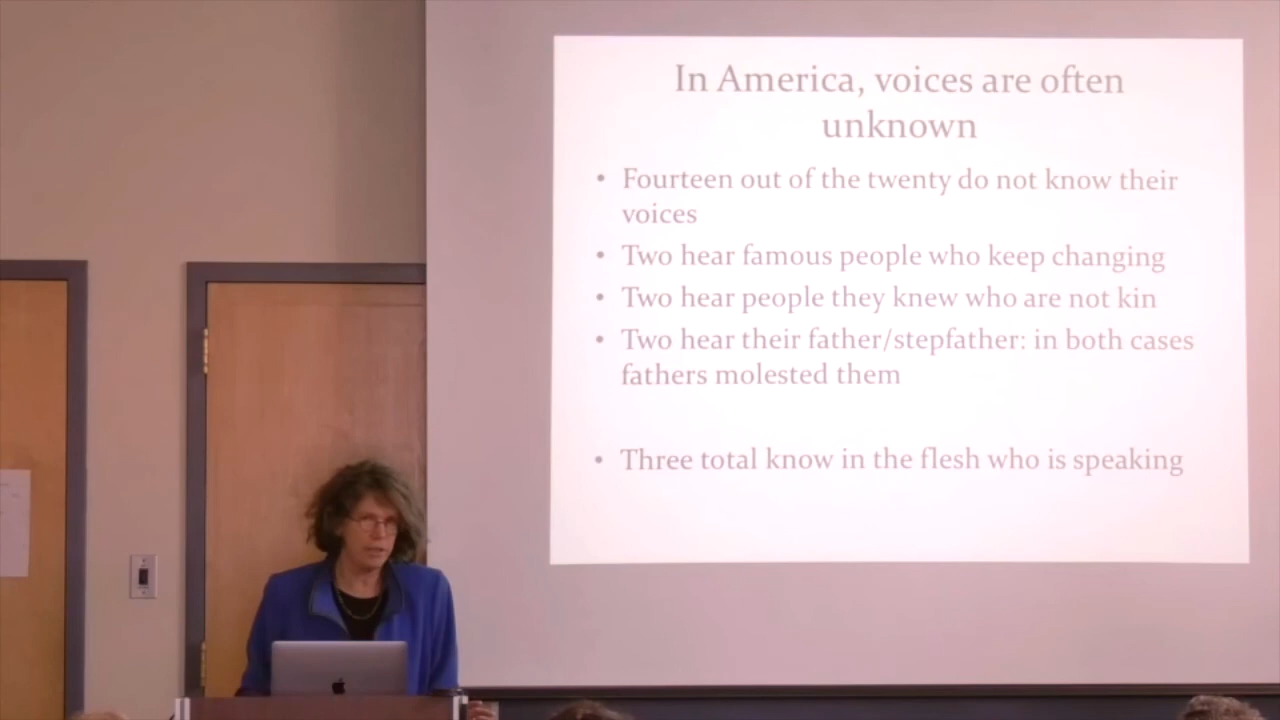 In America, voices are often
unknown
• Fourteen out of the twenty do not know their
voices
• Two hear famous people who keep changing
• Two hear people they knew who are not kin
• Two hear their father/stepfather: in both cases
fathers molested them
• Three total know in the flesh who is speaking